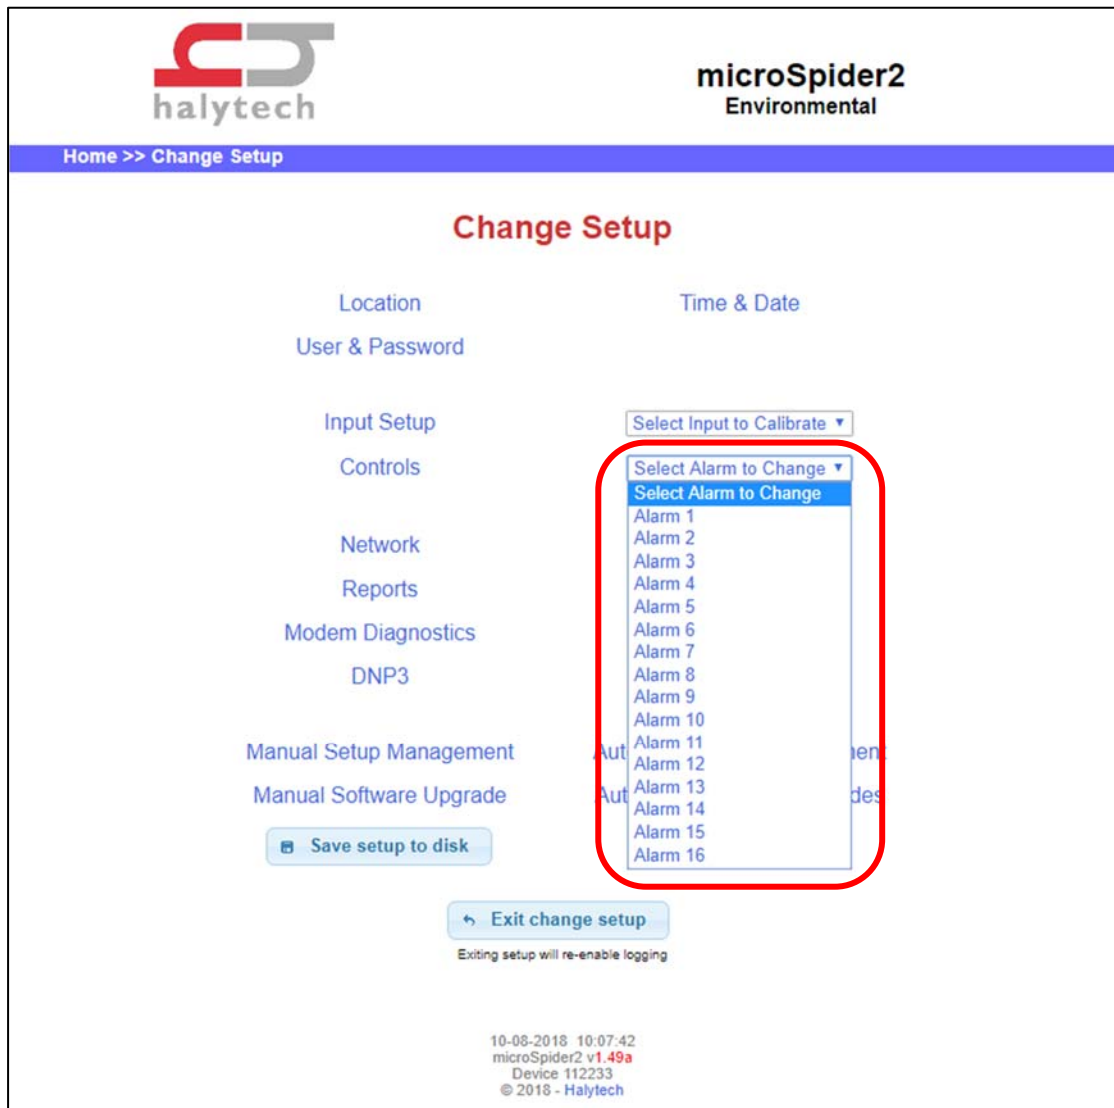 halytech
microSpider2
Environmental
Home >> Change Setup
Change Setup
Location
Time & Date
User & Password
Input Setup
Select Input to Calibrate
Controls
Select Alarm to Change
Select Alarm to Change
Alarm 1
Alarm 2
Alarm 3
Alarm 4
Alarm 5
Alarm 6
Alarm 7
Alarm 8
Alarm 9
Alarm 10
Alarm 11
Alarm 12
Alarm 13
Alarm 14
Alarm 15
Alarm 16
Network
Reports
Modem Diagnostics
DNP3
Manual Setup Management
Manual Software Upgrade
Save setup to disk
Exit change setup
Exiting setup will re-enable logging
10-08-2018 10:07:42
microSpider2 v1.49a
Device 112233
© 2018 - Halytech